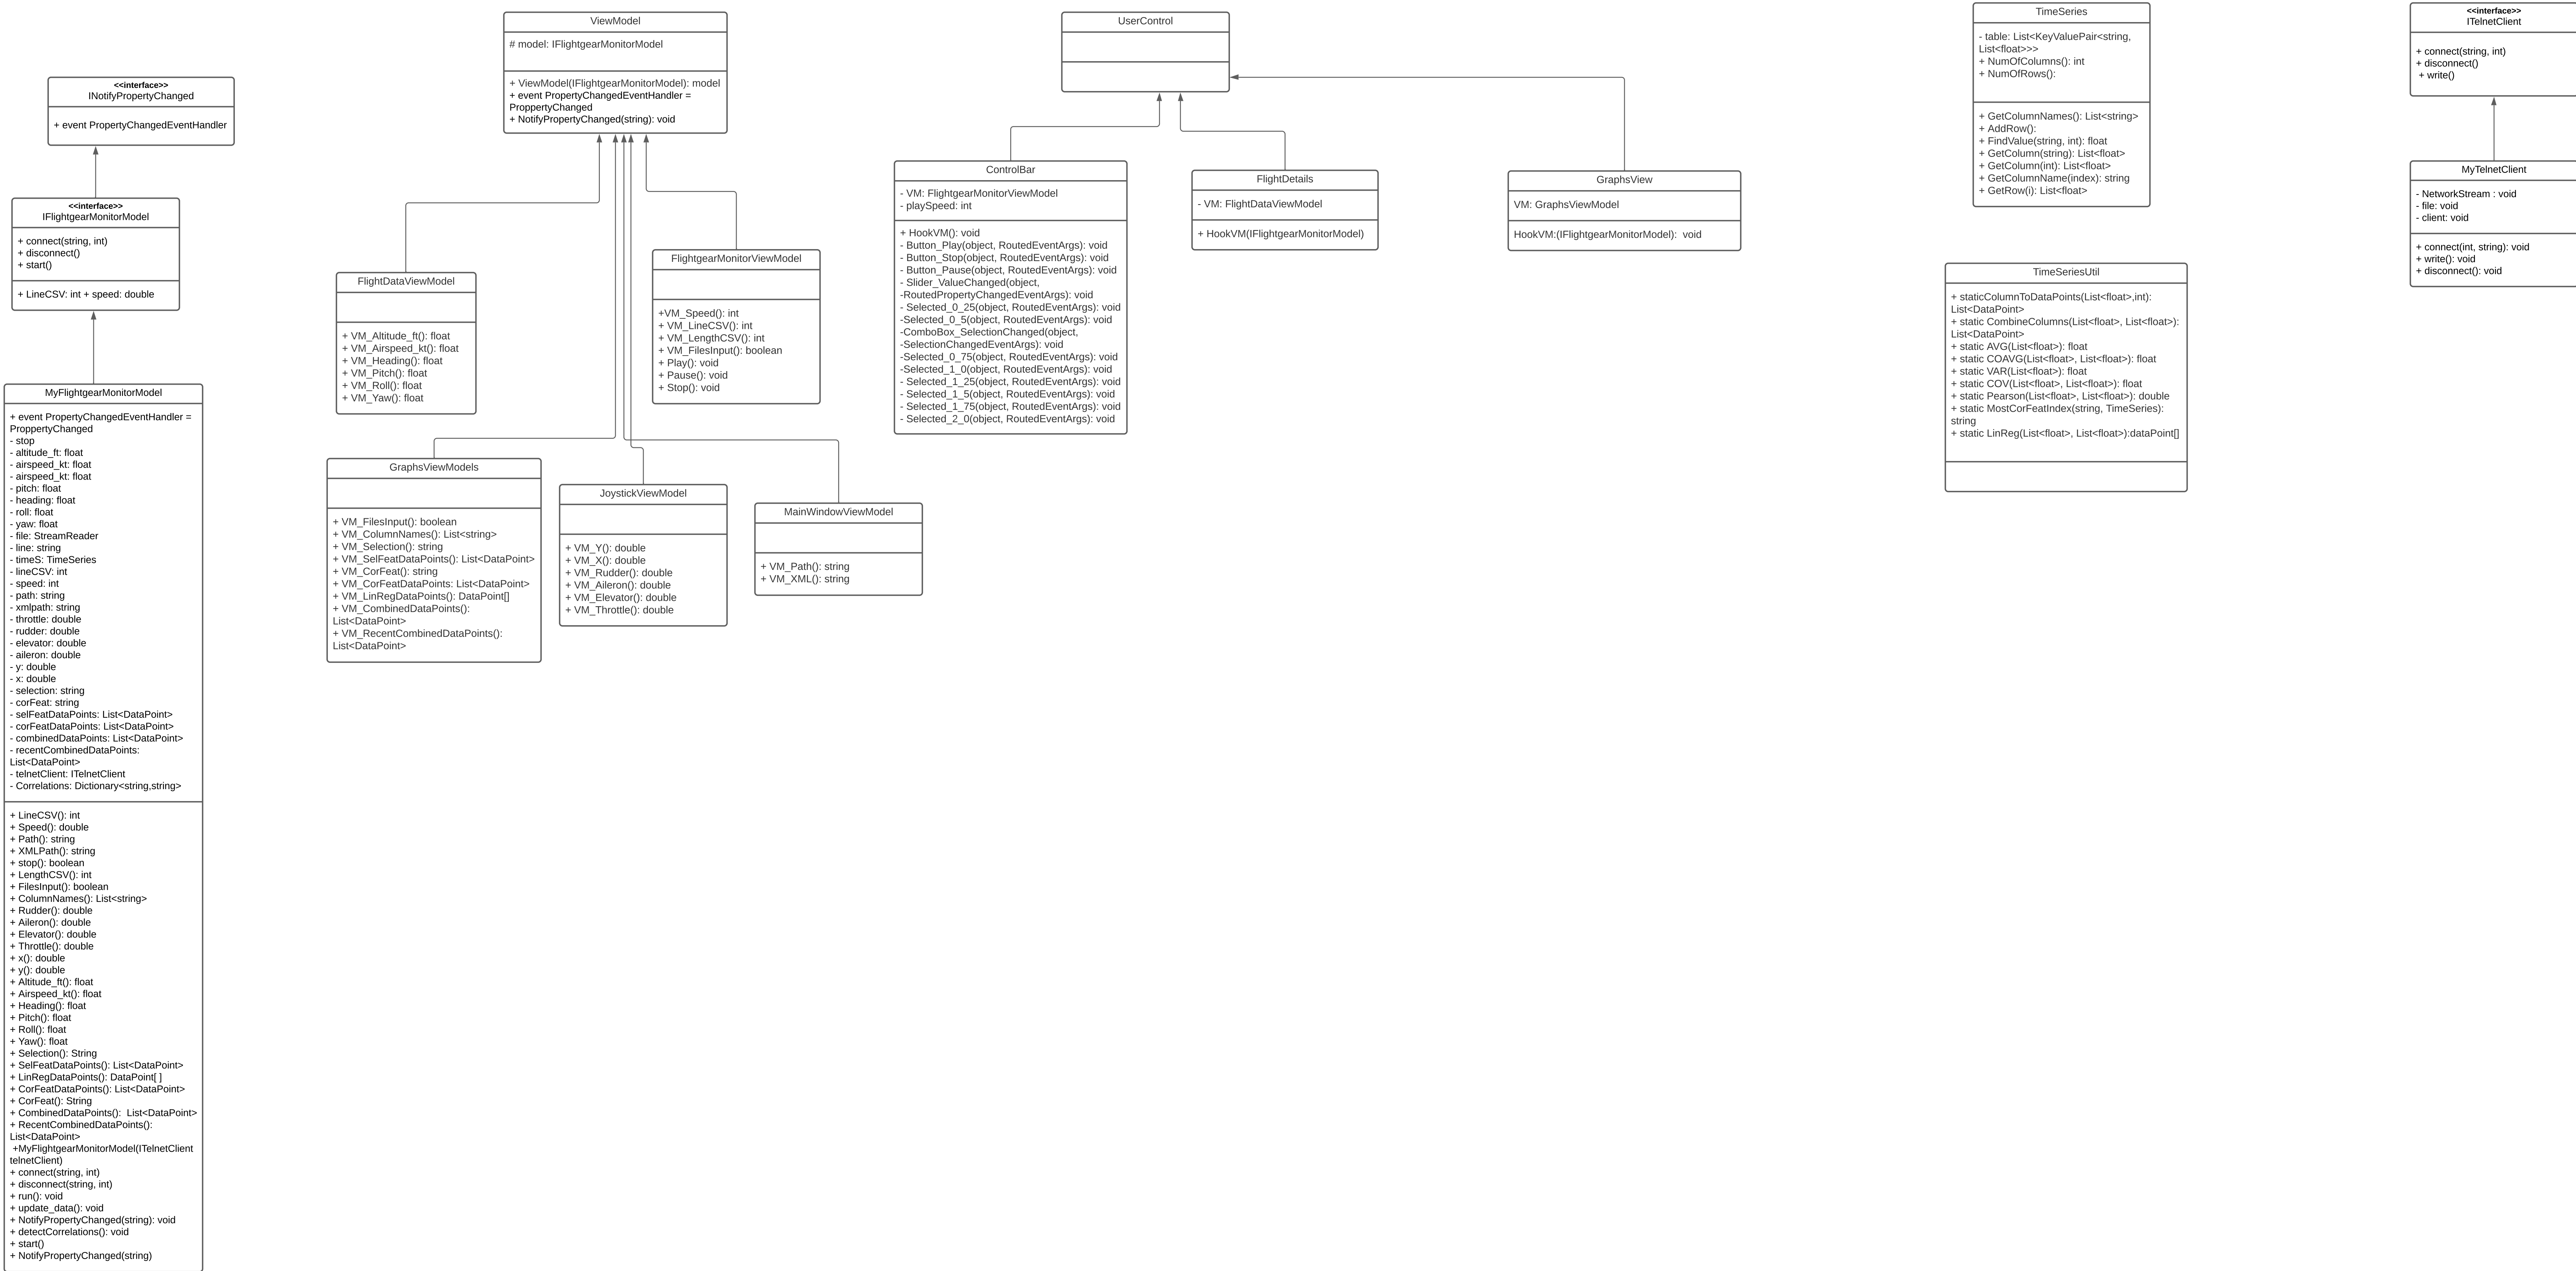 <<interface>>
INotifyPropertyChanged
+ event PropertyChangedEventHandler
<<interface>>
IFlightgearMonitorModel
+ connect(string, int)
+ disconnect()
+ start()
+ LineCSV: int + speed: double
MyFlightgearMonitorModel
+ event PropertyChangedEventHandler =
ProppertyChanged
- stop
- altitude_ft: float
- airspeed_kt: float
- airspeed_kt: float
- pitch: float
- heading: float
- roll: float
- yaw: float
- file: StreamReader
- line: string
- timeS: TimeSeries
- lineCSV: int
- speed: int
- path: string
- xmlpath: string
- throttle: double
- rudder: double
- elevator: double
- aileron: double
- y: double
- x: double
- selection: string
- corFeat: string
- selFeatDataPoints: List<DataPoint>
- corFeatDataPoints: List<DataPoint>
- combinedDataPoints: List<DataPoint>
- recentCombinedDataPoints:
List<DataPoint>
- telnetClient: ITelnetClient
- Correlations: Dictionary<string,string>
+ LineCSV(): int
+ Speed(): double
+ Path(): string
+ XMLPath(): string
+ stop(): boolean
+ LengthCSV(): int
+ FilesInput(): boolean
+ ColumnNames(): List<string>
+ Rudder(): double
+ Aileron(): double
+ Elevator(): double
+ Throttle(): double
+ x(): double
+ y(): double
+ Altitude_ft(): float
+ Airspeed_kt(): float
+ Heading(): float
+ Pitch(): float
+ Roll(): float
+ Yaw(): float
+ Selection(): String
+ SelFeatDataPoints(): List<DataPoint>
+ LinRegDataPoints(): DataPoint[ ]
+ CorFeatDataPoints(): List<DataPoint>
+ CorFeat(): String
+ CombinedDataPoints():  List<DataPoint>
+ RecentCombinedDataPoints():
List<DataPoint>
+MyFlightgearMonitorModel(ITelnetClient
telnetClient)
+ connect(string, int)
+ disconnect(string, int)
+ run(): void
+ update_data(): void
+ NotifyPropertyChanged(string): void
+ detectCorrelations(): void
+ start()
+ NotifyPropertyChanged(string)
ViewModel
# model: IFlightgearMonitorModel
+ ViewModel(IFlightgearMonitorModel): model
+ event PropertyChangedEventHandler =
ProppertyChanged
+ NotifyPropertyChanged(string): void
FlightDataViewModel
+ VM_Altitude_ft(): float
+ VM_Airspeed_kt(): float
+ VM_Heading(): float
+ VM_Pitch(): float
+ VM_Roll(): float
+ VM_Yaw(): float
FlightgearMonitorViewModel
+VM_Speed(): int
+ VM_LineCSV(): int
+ VM_LengthCSV(): int
+ VM_FilesInput(): boolean
+ Play(): void
+ Pause(): void
+ Stop(): void
GraphsViewModels
+ VM_FilesInput(): boolean
+ VM_ColumnNames(): List<string>
+ VM_Selection(): string
+ VM_SelFeatDataPoints(): List<DataPoint>
+ VM_CorFeat(): string
+ VM_CorFeatDataPoints: List<DataPoint>
+ VM_LinRegDataPoints(): DataPoint[]
+ VM_CombinedDataPoints():
List<DataPoint>
+ VM_RecentCombinedDataPoints():
List<DataPoint>
JoystickViewModel
+ VM_Y(): double
+ VM_X(): double
+ VM_Rudder(): double
+ VM_Aileron(): double
+ VM_Elevator(): double
+ VM_Throttle(): double
MainWindowViewModel
+ VM_Path(): string
+ VM_XML(): string
UserControl
ControlBar
- VM: FlightgearMonitorViewModel
- playSpeed: int
+ HookVM(): void
- Button_Play(object, RoutedEventArgs): void
- Button_Stop(object, RoutedEventArgs): void
- Button_Pause(object, RoutedEventArgs): void
- Slider_ValueChanged(object,
-RoutedPropertyChangedEventArgs): void
- Selected_0_25(object, RoutedEventArgs): void
-Selected_0_5(object, RoutedEventArgs): void
-ComboBox_SelectionChanged(object,
-SelectionChangedEventArgs): void
-Selected_0_75(object, RoutedEventArgs): void
-Selected_1_0(object, RoutedEventArgs): void
- Selected_1_25(object, RoutedEventArgs): void
- Selected_1_5(object, RoutedEventArgs): void
- Selected_1_75(object, RoutedEventArgs): void
- Selected_2_0(object, RoutedEventArgs): void
FlightDetails
- VM: FlightDataViewModel
+ HookVM(IFlightgearMonitorModel)
GraphsView
VM: GraphsViewModel
HookVM:(IFlightgearMonitorModel):  void
TimeSeries
- table: List<KeyValuePair<string,
List<float>>>
+ NumOfColumns(): int
+ NumOfRows():
+ GetColumnNames(): List<string>
+ AddRow():
+ FindValue(string, int): float
+ GetColumn(string): List<float>
+ GetColumn(int): List<float>
+ GetColumnName(index): string
+ GetRow(i): List<float>
TimeSeriesUtil
+ staticColumnToDataPoints(List<float>,int):
List<DataPoint>
+ static CombineColumns(List<float>, List<float>):
List<DataPoint>
+ static AVG(List<float>): float
+ static COAVG(List<float>, List<float>): float
+ static VAR(List<float>): float
+ static COV(List<float>, List<float>): float
+ static Pearson(List<float>, List<float>): double
+ static MostCorFeatIndex(string, TimeSeries):
string
+ static LinReg(List<float>, List<float>):dataPoint[]
<<interface>>
ITelnetClient
+ connect(string, int)
+ disconnect()
+ write()
MyTelnetClient
- NetworkStream : void
- file: void
- client: void
+ connect(int, string): void
+ write(): void
+ disconnect(): void